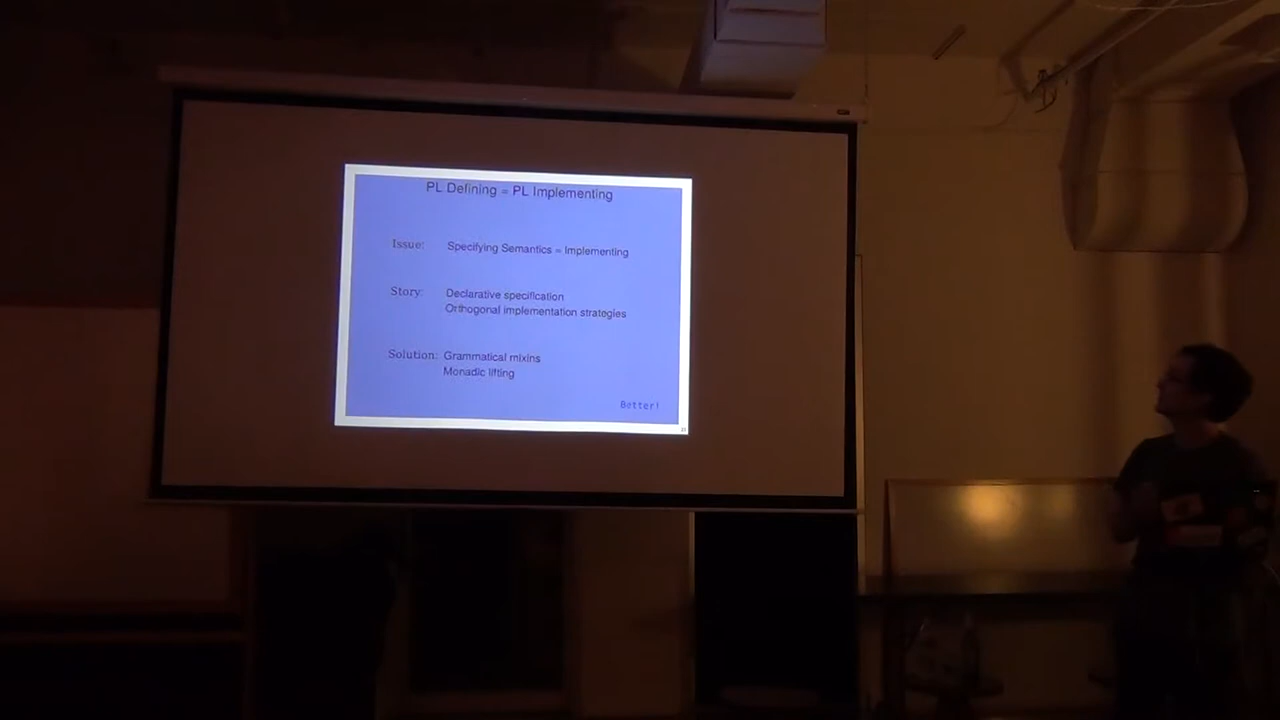 PL Defining = PL Implementing
Issue: Specifying Semantics = Implementing
Story: Declarative specification
Orthogonal implementation strategies
Solution: Grammatical mixins
Monadic lifting
Better!